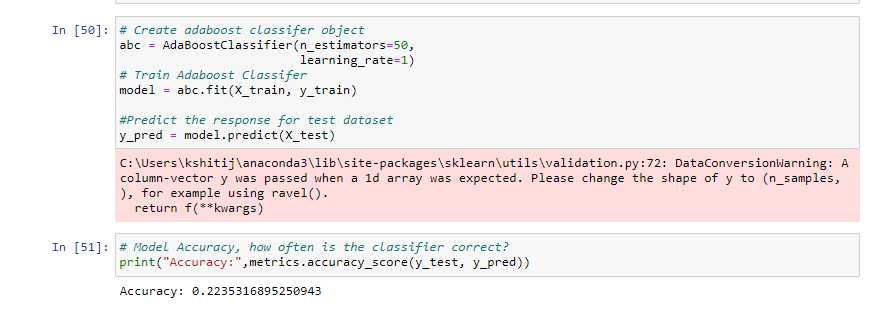 In [50]: # Create adaboost classifer object
abc = AdaBoostClassifier(n_estimators=50,
learning_rate=1)
# Train Adaboost Classifer
model = abc.fit(X_train, y_train)
#Predict the response for test dataset
y_pred = model.predict(X_test)
C:\Users\kshitij\anaconda3\lib\site-packages\sklearn\utils\validation.py:72: DataConversionWarning: A
column-vector y was passed when a 1d array was expected. Please change the shape of y to (n_samples,
), for example using ravel().
return f(**kwargs)
In [51]: # Model Accuracy, how often is the classifier correct?
print("Accuracy:",metrics.accuracy_score(y_test, y_pred))
Accuracy: 0.2235316895250943